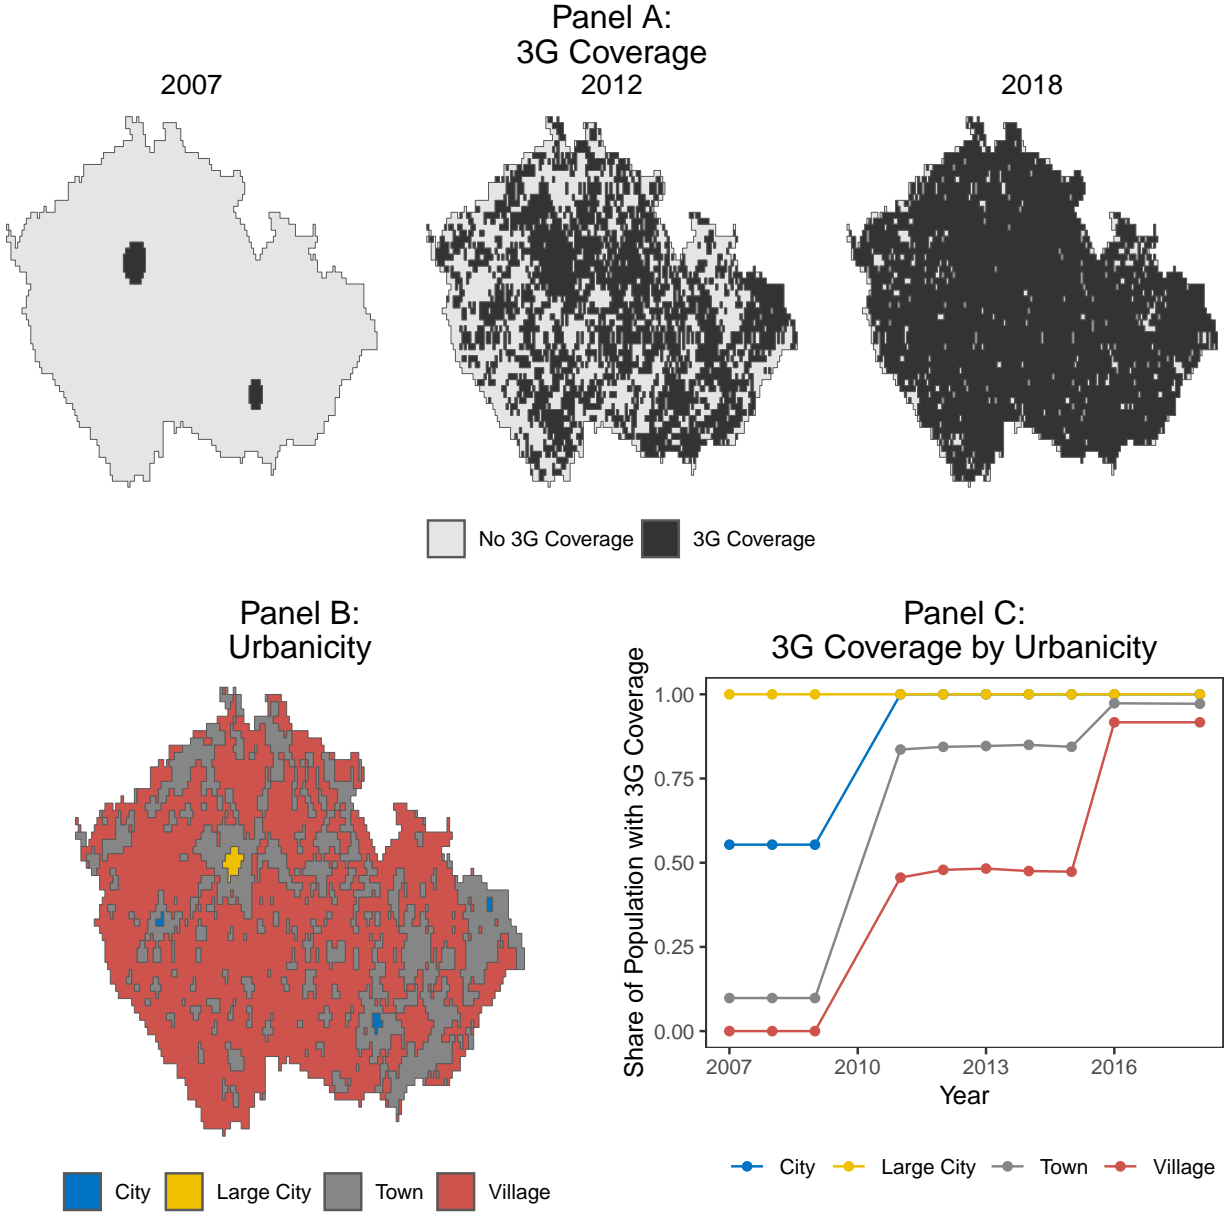 Panel A:
3G Coverage
2007
2012
2018
No 3G Coverage
3G Coverage
Panel B:
Urbanicity
City
Large City
Town
Village
Panel C:
3G Coverage by Urbanicity
Share of Population with 3G Coverage
1.00
0.75
0.50
0.25
0.00
2007
2010
2013
2016
Year
City
Large City
Town
Village